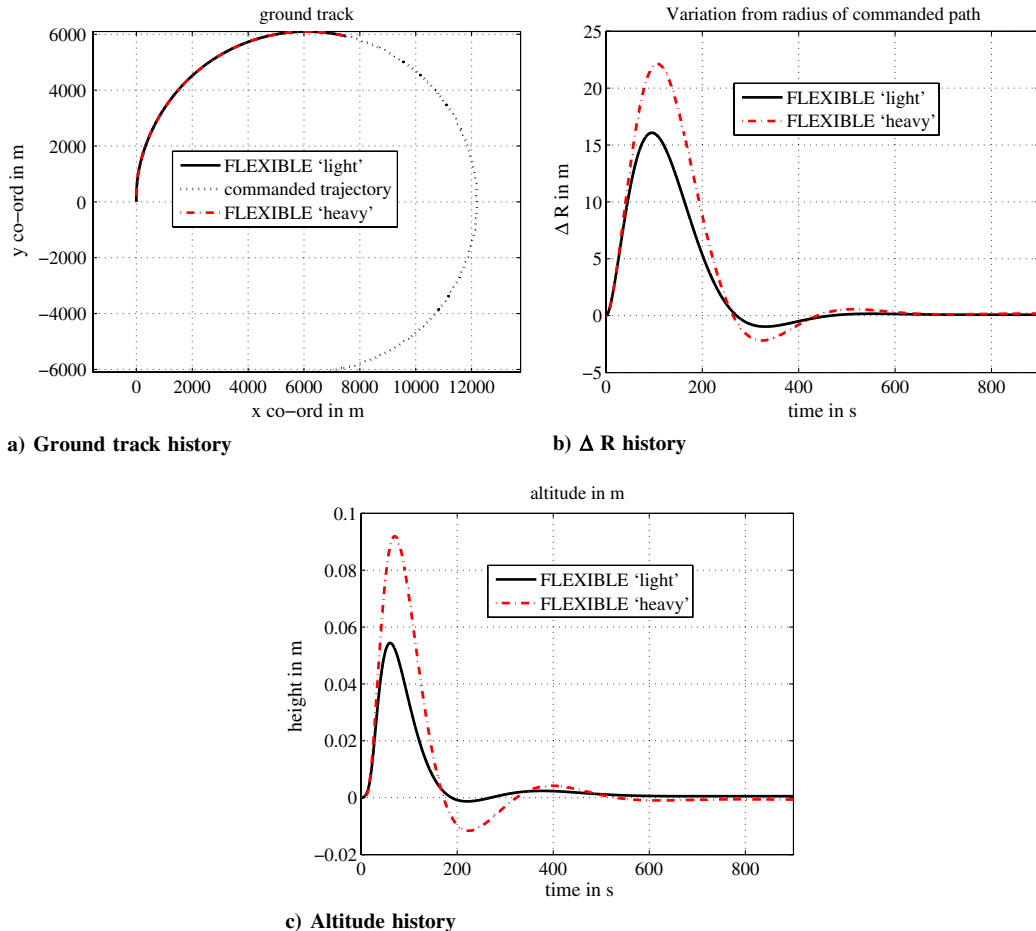 ground track
6000
4000
2000
0
−2000
−4000
−6000
y co−ord in m
FLEXIBLE ‘light’
commanded trajectory
FLEXIBLE ‘heavy’
0 2000 4000 6000 8000 10000 12000
x co−ord in m
a) Ground track history
Variation from radius of commanded path
25
20
15
10
5
0
−5
Δ R in m
FLEXIBLE ‘light’
FLEXIBLE ‘heavy’
0 200 400 600 800
time in s
b) Δ R history
altitude in m
0.1
0.08
0.06
0.04
0.02
0
−0.02
height in m
FLEXIBLE ‘light’
FLEXIBLE ‘heavy’
0 200 400 600 800
time in s
c) Altitude history